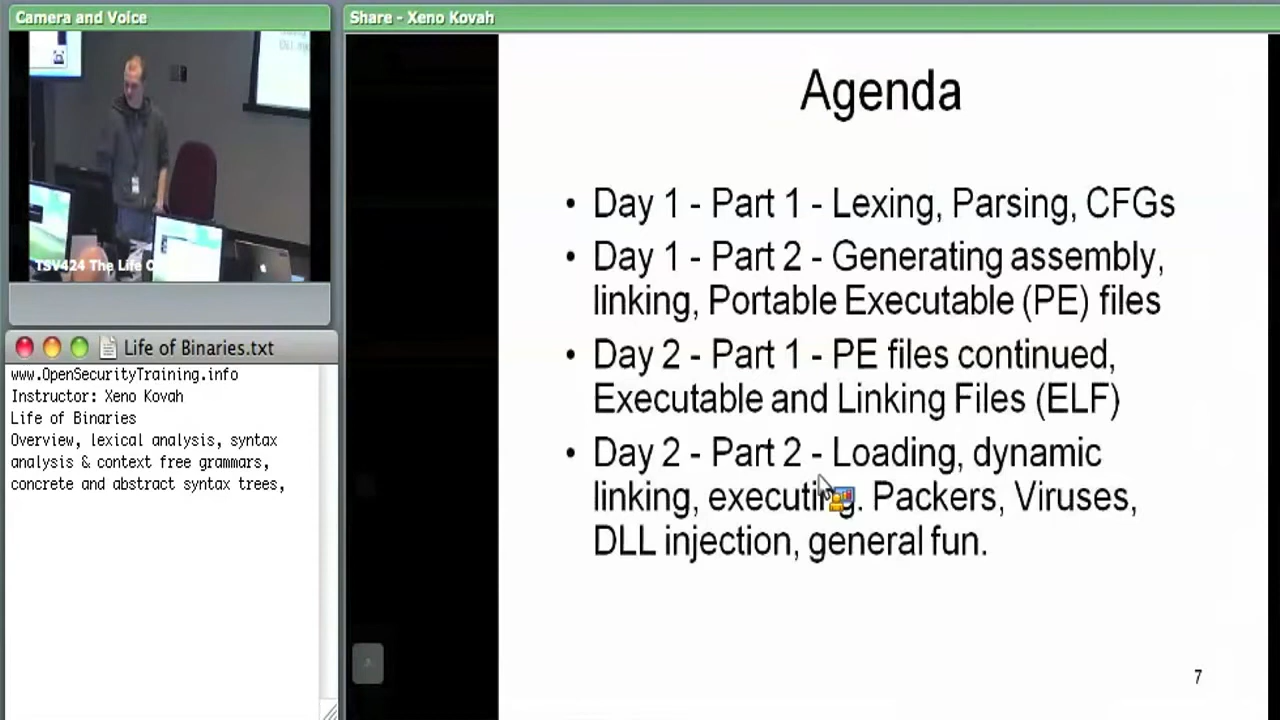 Camera and Voice
TSV424 The Life O
Life of Binaries.txt
www.OpenSecurityTraining.info
Instructor: Xeno Kovah
Life of Binaries
Overview, lexical analysis, syntax
analysis & context free grammars,
concrete and abstract syntax trees,
Share - Xeno Kovah
Agenda
• Day 1 - Part 1 - Lexing, Parsing, CFGs
• Day 1 - Part 2 - Generating assembly,
linking, Portable Executable (PE) files
• Day 2 - Part 1 - PE files continued,
Executable and Linking Files (ELF)
• Day 2 - Part 2 - Loading, dynamic
linking, executing. Packers, Viruses,
DLL injection, general fun.
7